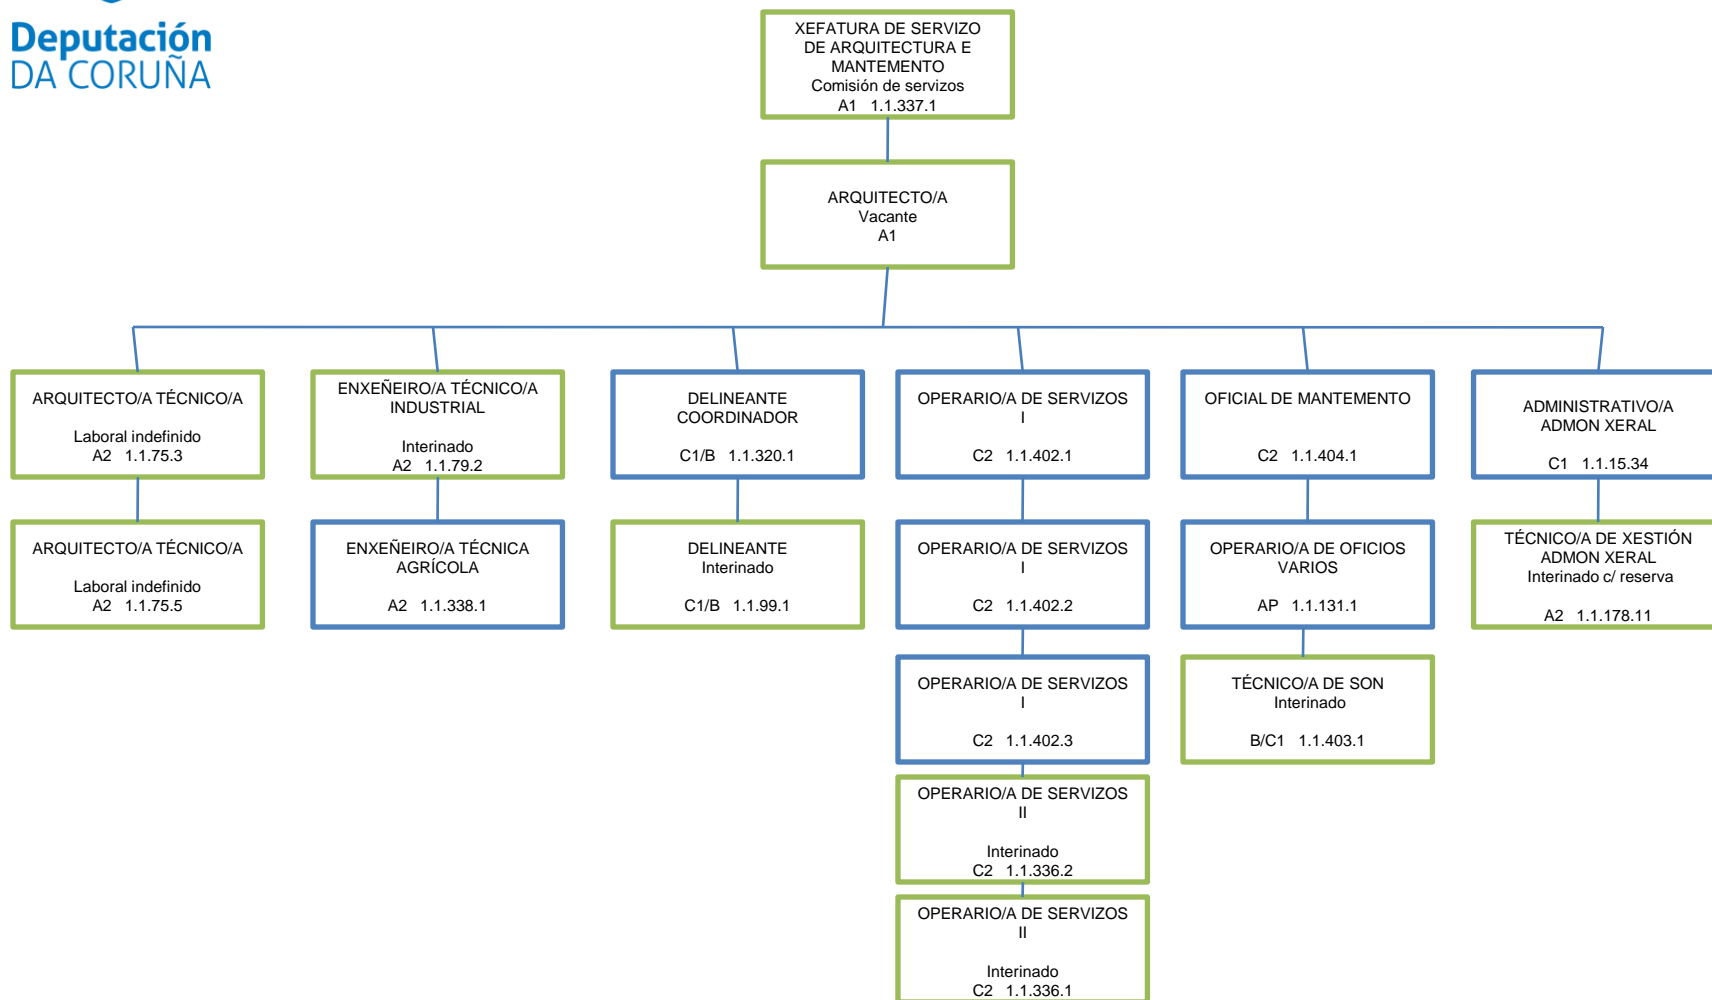 Deputación
DA CORUÑA
XEFATURA DE SERVIZO
DE ARQUITECTURA E
MANTEMENTO
Comisión de servizos
A1 1.1.337.1
ARQUITECTO/A
Vacante
A1
ARQUITECTO/A TÉCNICO/A
Laboral indefinido
A2 1.1.75.3
ENXEÑEIRO/A TÉCNICO/A
INDUSTRIAL
Interinado
A2 1.1.79.2
DELINEANTE
COORDINADOR
C1/B 1.1.320.1
OPERARIO/A DE SERVIZOS
I
C2 1.1.402.1
OFICIAL DE MANTEMENTO
C2 1.1.404.1
ADMINISTRATIVO/A
ADMON XERAL
C1 1.1.15.34
ARQUITECTO/A TÉCNICO/A
Laboral indefinido
A2 1.1.75.5
ENXEÑEIRO/A TÉCNICA
AGRÍCOLA
A2 1.1.338.1
DELINEANTE
Interinado
C1/B 1.1.99.1
OPERARIO/A DE SERVIZOS
I
C2 1.1.402.2
OPERARIO/A DE OFICIOS
VARIOS
AP 1.1.131.1
TÉCNICO/A DE XESTIÓN
ADMON XERAL
Interinado c/ reserva
A2 1.1.178.11
OPERARIO/A DE SERVIZOS
I
C2 1.1.402.3
TÉCNICO/A DE SON
Interinado
B/C1 1.1.403.1
OPERARIO/A DE SERVIZOS
II
Interinado
C2 1.1.336.2
OPERARIO/A DE SERVIZOS
II
Interinado
C2 1.1.336.1